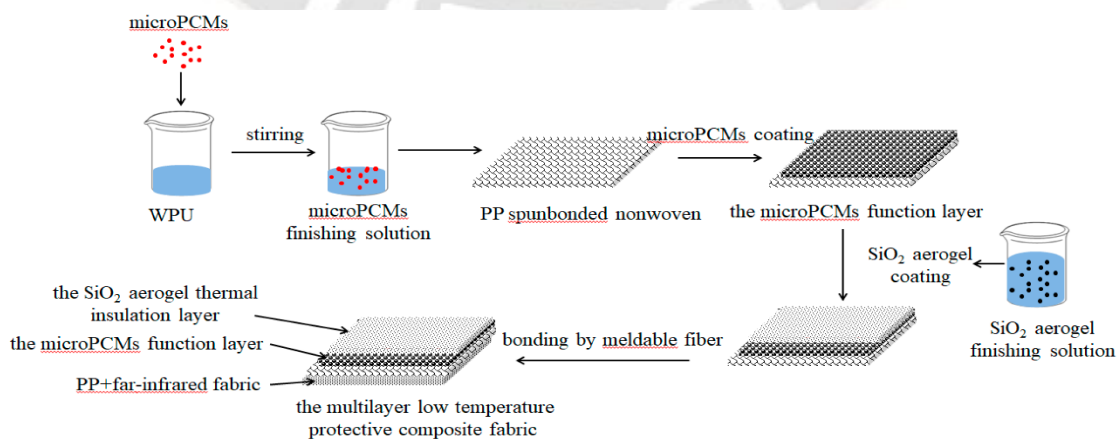 microPCMs
stirring
WPU
microPCMs
finishing solution
PP spunbonded nonwoven
microPCMs coating
the microPCMs function layer
SiO₂ aerogel
coating
SiO₂ aerogel
finishing solution
bonding by meldable fiber
the SiO₂ aerogel thermal
insulation layer
the microPCMs function layer
PP+far-infrared fabric
the multilayer low temperature
protective composite fabric